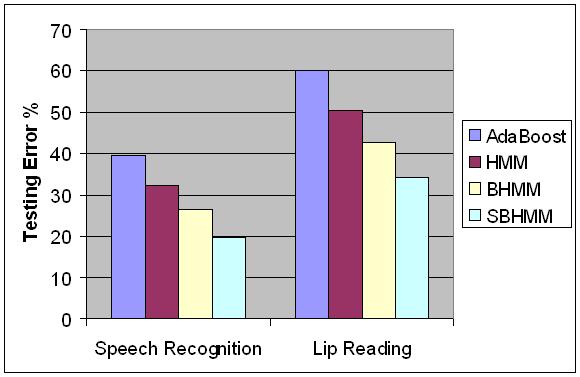 70
60
50
40
30
20
10
0
Testing Error %
Speech Recognition
Lip Reading
AdaBoost
HMM
BHMM
SBHMM